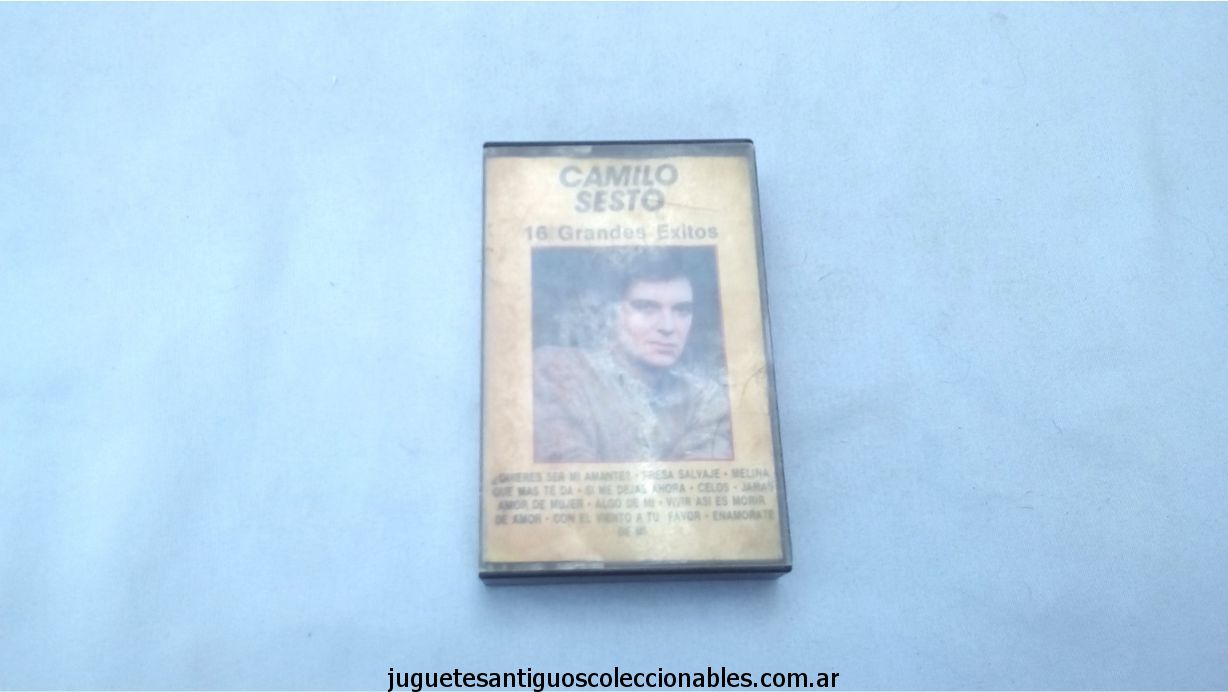 CAMILO
SESTO
16 Grandes Exitos
¿QUIERES SER MI AMANTE? • FRESA SALVAJE • MELINA
QUE MAS TE DA • SI ME DEJAS AHORA • CELOS • JAMAS
AMOR DE MUJER • ALGO DE MI • VIVIR ASI ES MORIR
DE AMOR • CON EL VIENTO A TU FAVOR • ENAMORATE
DE MI
juguetesantiguoscoleccionables.com.ar